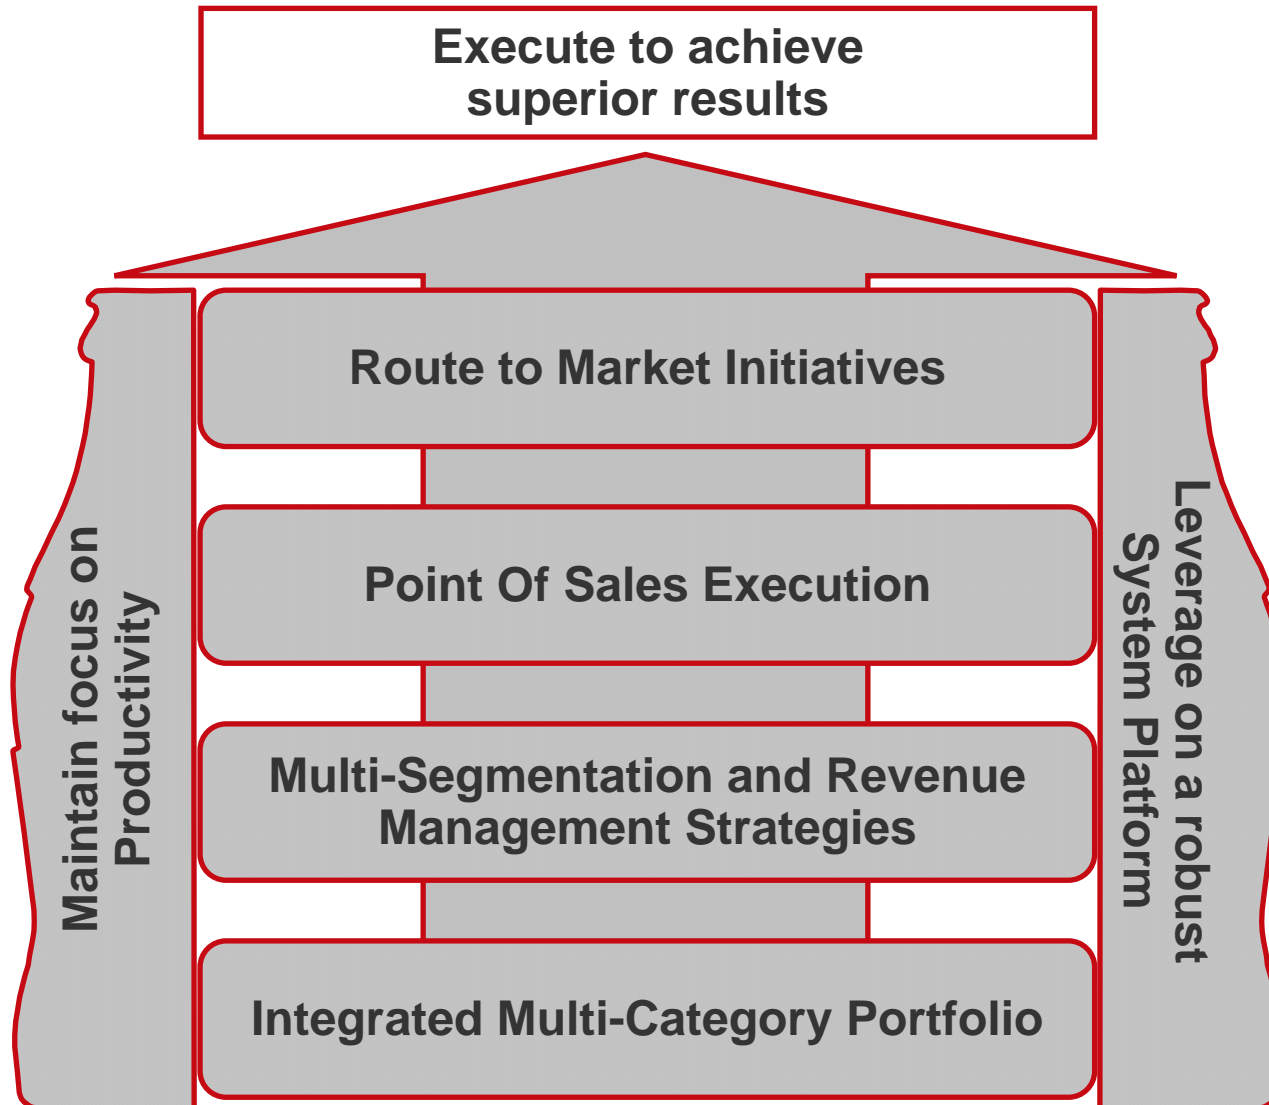 Execute to achieve
superior results
Route to Market Initiatives
Point Of Sales Execution
Multi-Segmentation and Revenue
Management Strategies
Integrated Multi-Category Portfolio
Maintain focus on
Productivity
Leverage on a robust
System Platform